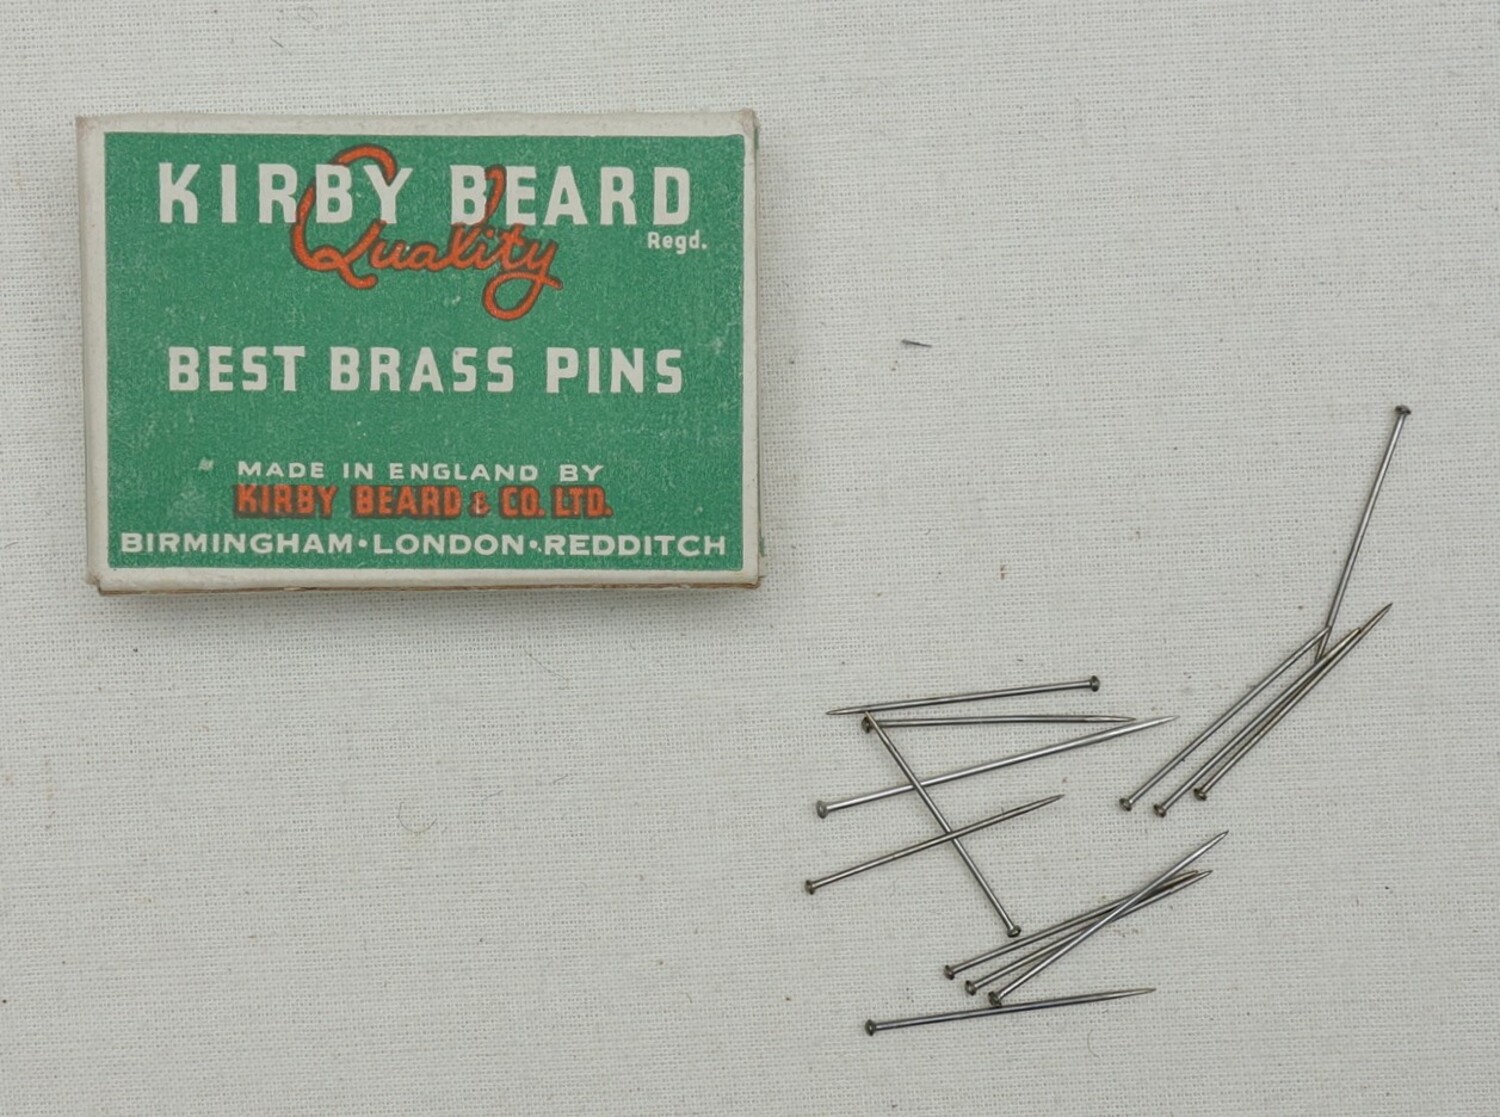 KIRBY BEARD
Quality
Regd.
BEST BRASS PINS
MADE IN ENGLAND BY
KIRBY BEARD & CO. LTD.
BIRMINGHAM•LONDON•REDDITCH